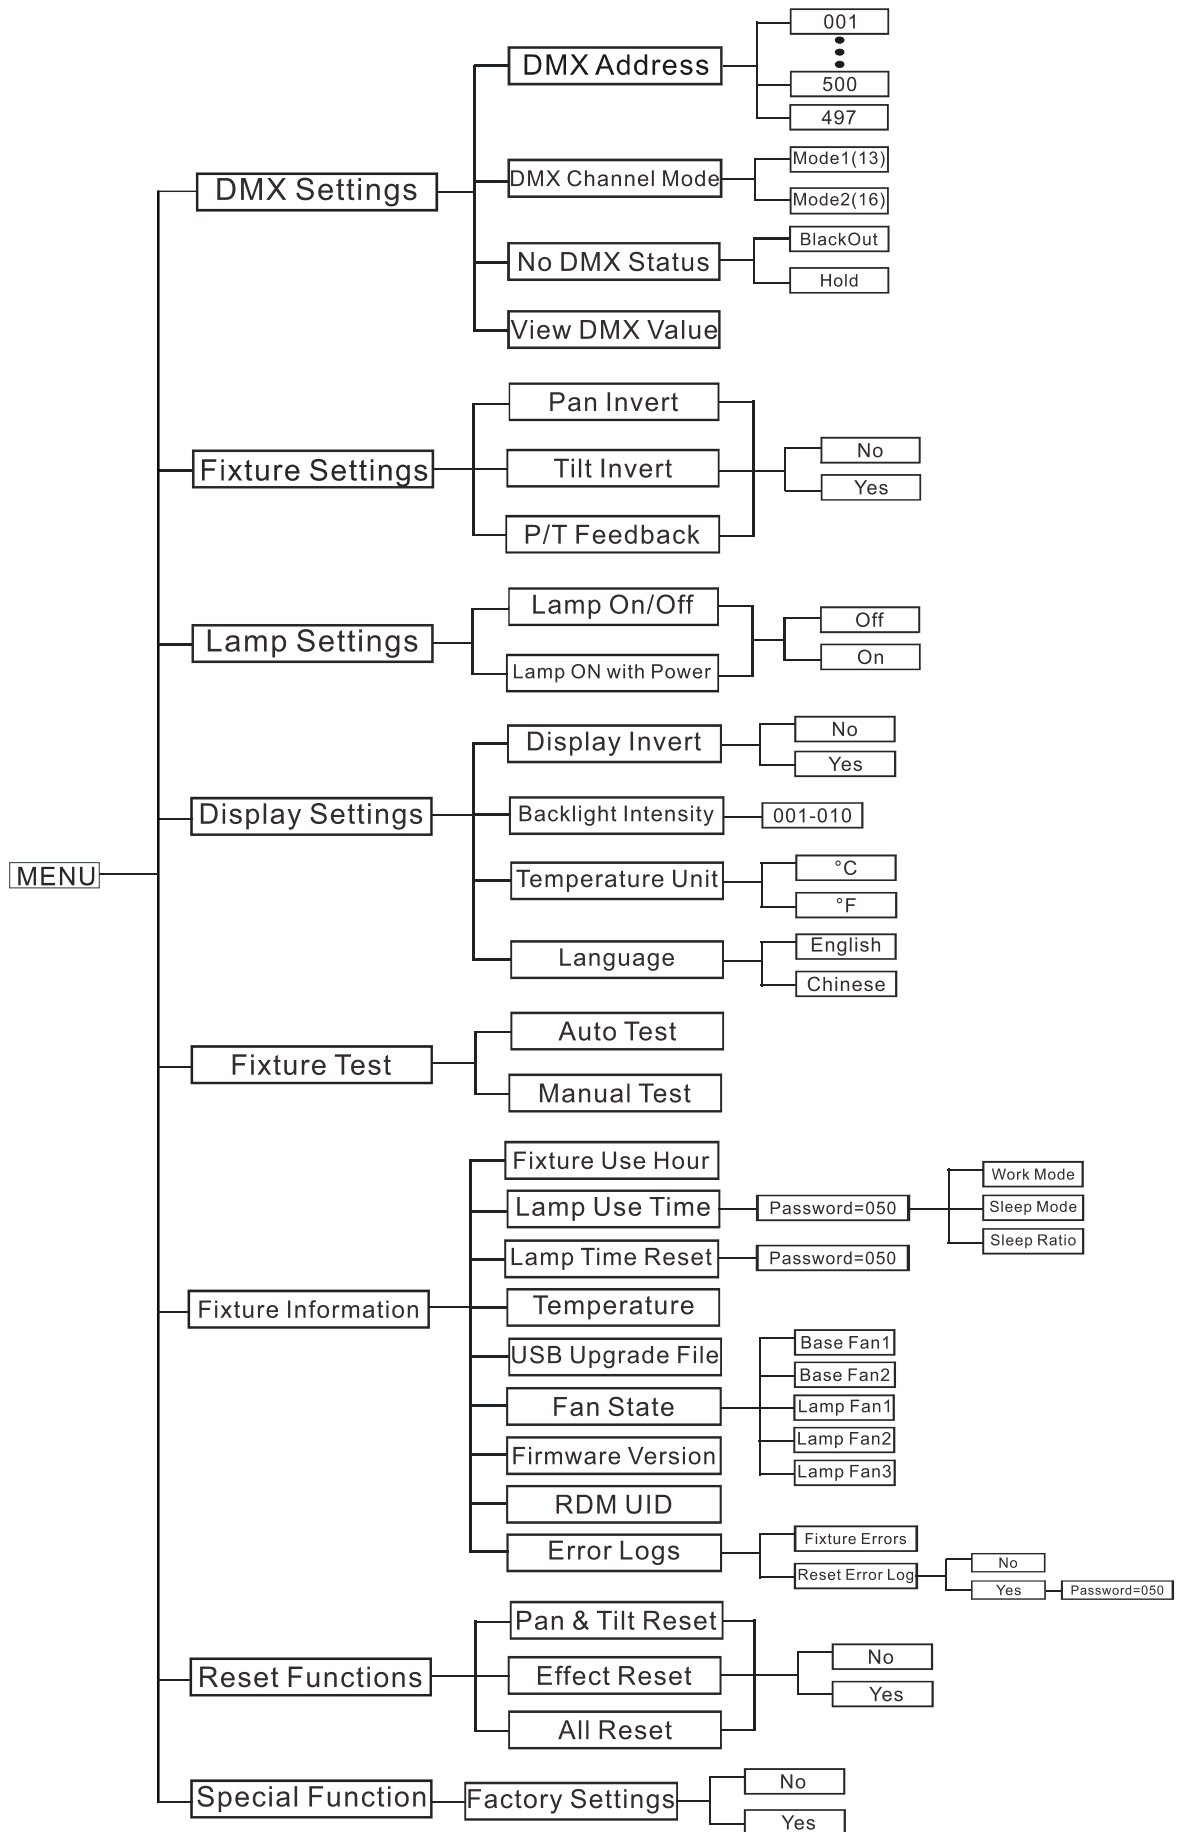 MENU
DMX Settings
DMX Address
001
500
497
DMX Channel Mode
Mode1(13)
Mode2(16)
No DMX Status
BlackOut
Hold
View DMX Value
Fixture Settings
Pan Invert
Tilt Invert
P/T Feedback
No
Yes
Lamp Settings
Lamp On/Off
Lamp ON with Power
Off
On
Display Settings
Display Invert
No
Yes
Backlight Intensity
001-010
Temperature Unit
°C
°F
Language
English
Chinese
Fixture Test
Auto Test
Manual Test
Fixture Information
Fixture Use Hour
Lamp Use Time
Password=050
Work Mode
Sleep Mode
Sleep Ratio
Lamp Time Reset
Password=050
Temperature
USB Upgrade File
Fan State
Base Fan1
Base Fan2
Lamp Fan1
Lamp Fan2
Lamp Fan3
Firmware Version
RDM UID
Error Logs
Fixture Errors
Reset Error Log
No
Yes
Password=050
Reset Functions
Pan & Tilt Reset
Effect Reset
All Reset
No
Yes
Special Function
Factory Settings
No
Yes